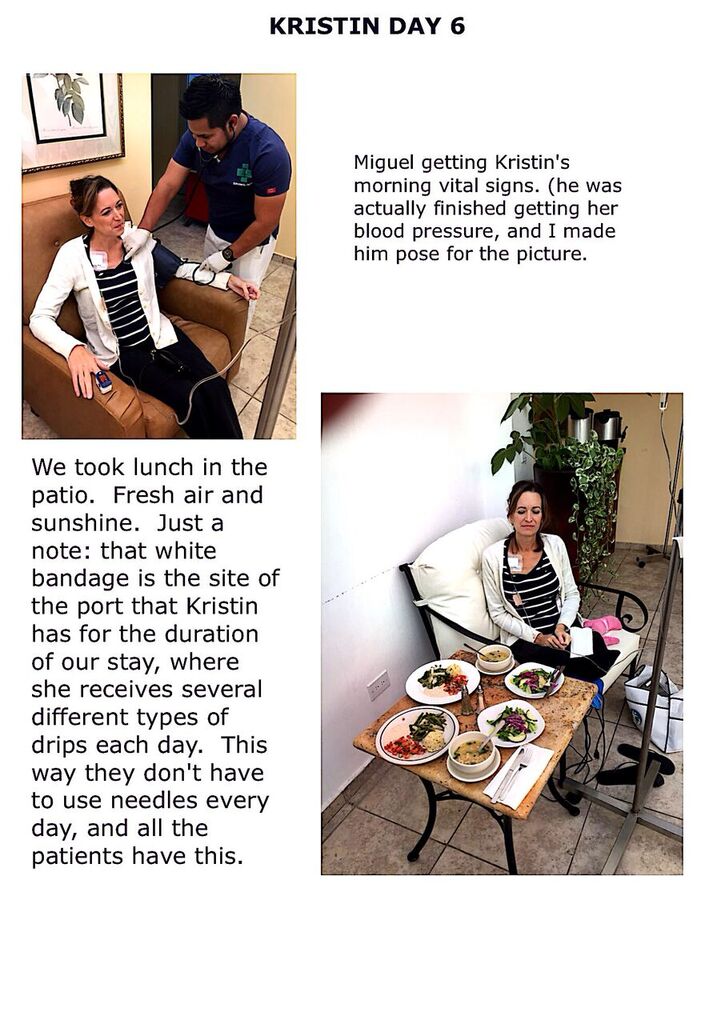 KRISTIN DAY 6
Miguel getting Kristin's
morning vital signs. (he was
actually finished getting her
blood pressure, and I made
him pose for the picture.
We took lunch in the
patio.  Fresh air and
sunshine.  Just a
note: that white
bandage is the site of
the port that Kristin
has for the duration
of our stay, where
she receives several
different types of
drips each day.  This
way they don't have
to use needles every
day, and all the
patients have this.